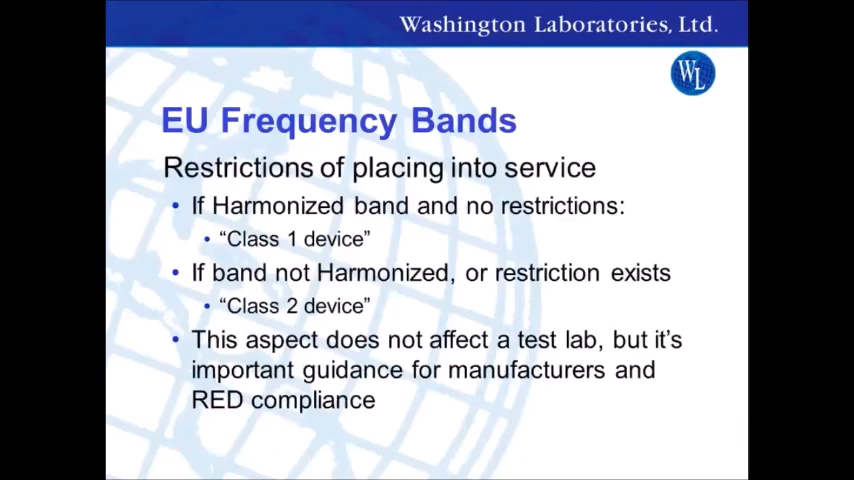 Washington Laboratories, Ltd.
WL
EU Frequency Bands
Restrictions of placing into service
• If Harmonized band and no restrictions:
• “Class 1 device”
• If band not Harmonized, or restriction exists
• “Class 2 device”
• This aspect does not affect a test lab, but it’s
important guidance for manufacturers and
RED compliance